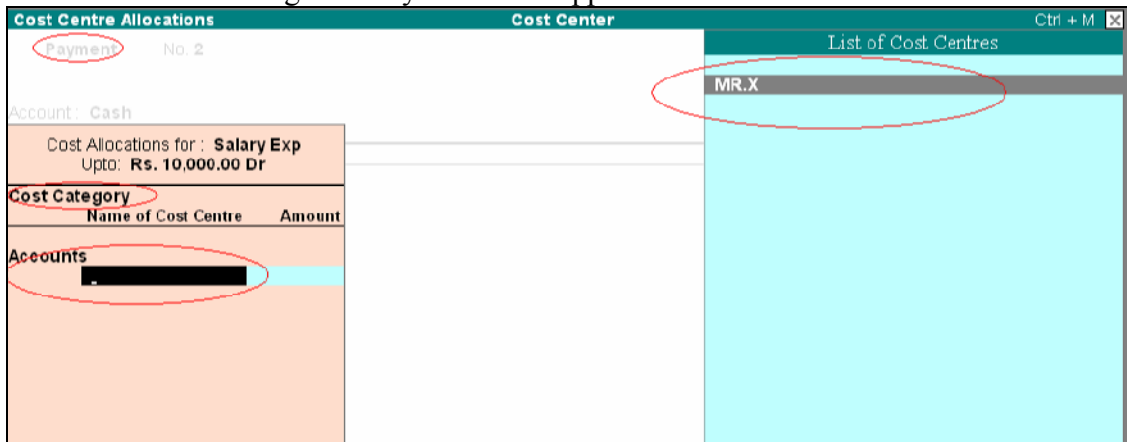 Cost Centre Allocations Cost Center Ctrl + M X
Payment No. 2
List of Cost Centres
MR.X
Account : Cash
Cost Allocations for : Salary Exp
Upto: Rs. 10,000.00 Dr
Cost Category
Name of Cost Centre Amount
Accounts